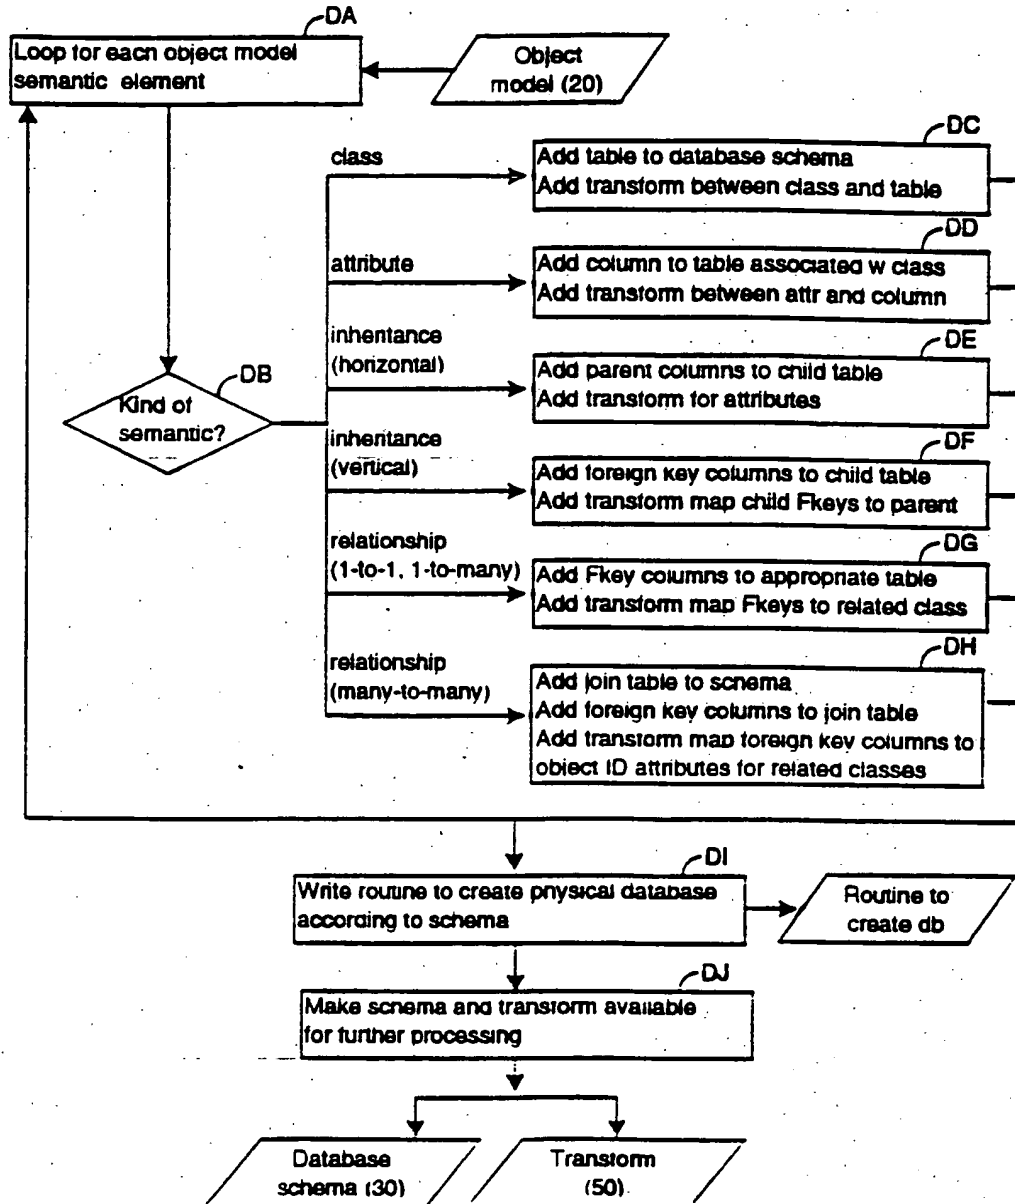 DA
Loop for each object model
semantic element
Object
model (20)
DC
class
Add table to database schema
Add transform between class and table
DD
attribute
Add column to table associated w class
Add transform between attr and column
DE
inheritance
(horizontal)
Add parent columns to child table
Add transform for attributes
DB
Kind of
semantic?
DF
inheritance
(vertical)
Add foreign key columns to child table
Add transform map child Fkeys to parent
DG
relationship
(1-to-1, 1-to-many)
Add Fkey columns to appropriate table
Add transform map Fkeys to related class
DH
relationship
(many-to-many)
Add join table to schema
Add foreign key columns to join table
Add transform map foreign key columns to
object ID attributes for related classes
DI
Write routine to create physical database
according to schema
Routine to
create db
DJ
Make schema and transform available
for further processing
Database
schema (30)
Transform
(50)